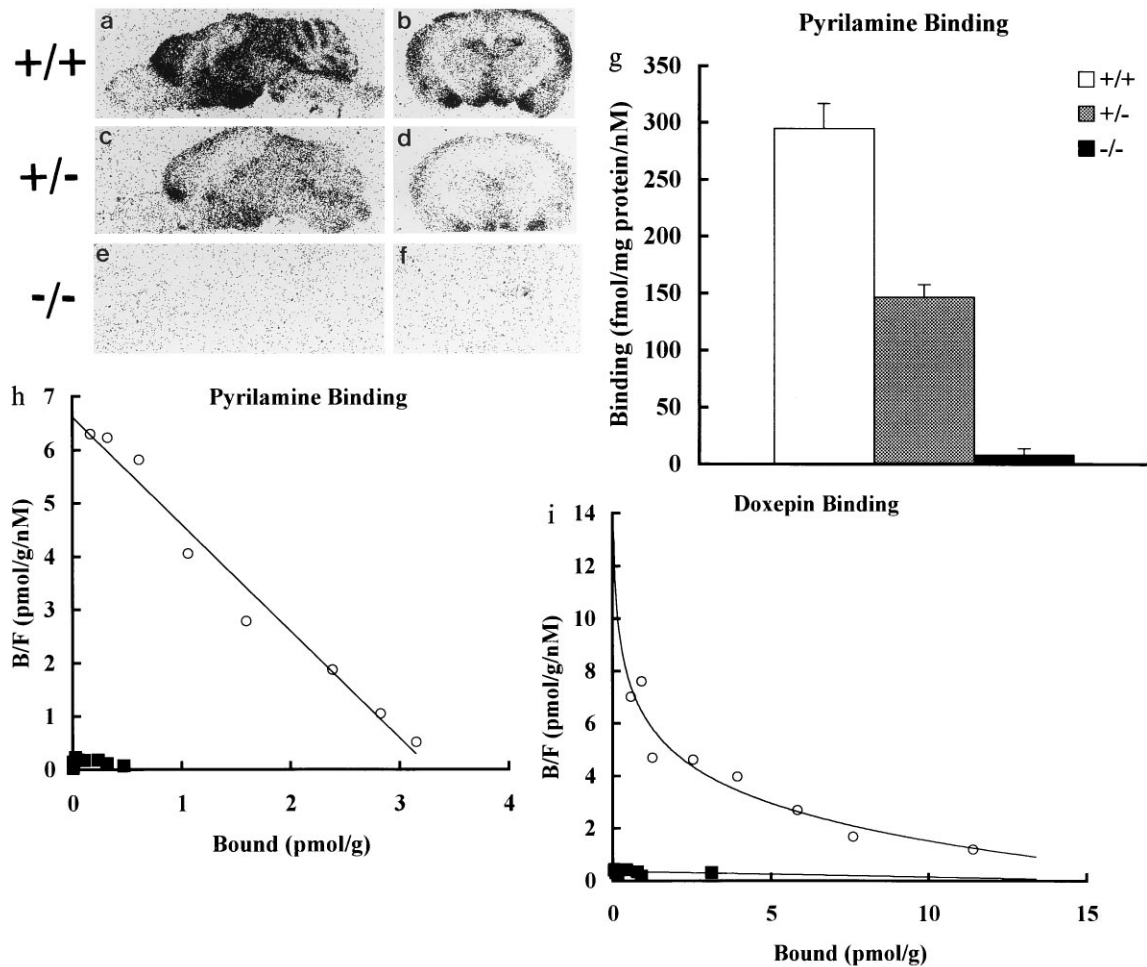 a
b
+/+
c
d
+/-
e
f
-/-
Pyrilamine Binding
g
350
300
250
200
150
100
50
0
Binding (fmol/mg protein/nM)
+/+
+/-
-/-
h
Pyrilamine Binding
7
6
5
4
3
2
1
0
B/F (pmol/g/nM)
0 1 2 3 4
Bound (pmol/g)
i
Doxepin Binding
14
12
10
8
6
4
2
0
B/F (pmol/g/nM)
0 5 10 15
Bound (pmol/g)